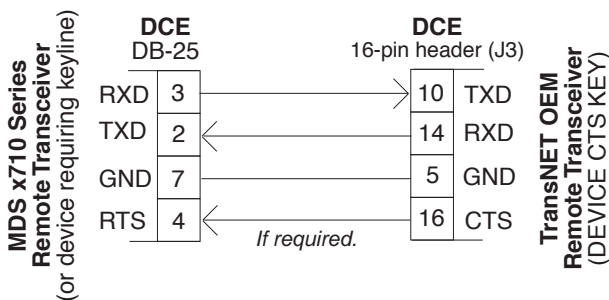 MDS x710 Series
Remote Transceiver
(or device requiring keyline)
DCE
DB-25
RXD 3
TXD 2
GND 7
RTS 4
If required.
DCE
16-pin header (J3)
10 TXD
14 RXD
5 GND
16 CTS
TransNET OEM
Remote Transceiver
(DEVICE CTS KEY)